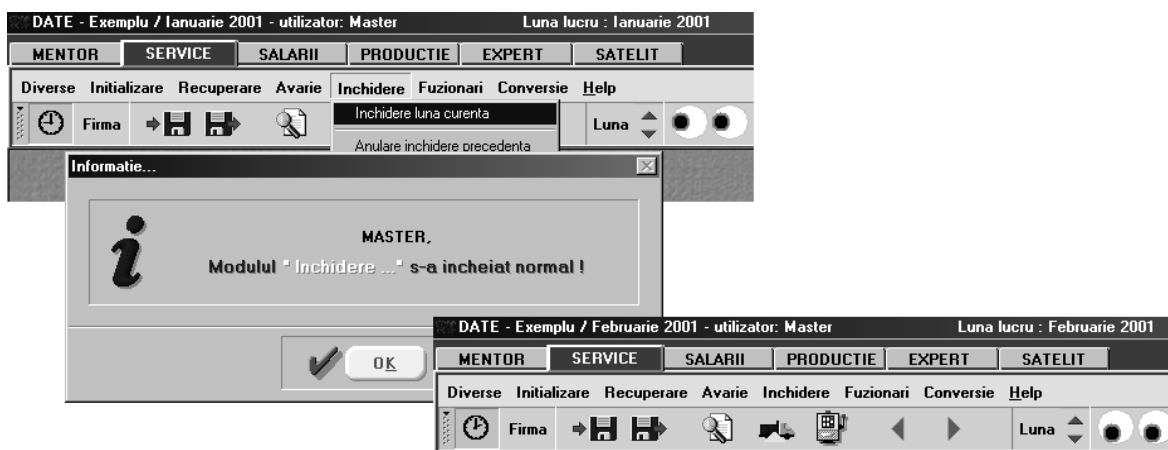 DATE - Exemplu / Ianuarie 2001 - utilizator: Master Luna lucru : Ianuarie 2001
MENTOR SERVICE SALARII PRODUCTIE EXPERT SATELIT
Diverse Initializare Recuperare Avarie Inchidere Fuzionari Conversie Help
Firma Luna
Inchidere luna curenta
Anulare inchidere precedenta
Informatie...
MASTER,
Modulul " Inchidere ..." s-a incheiat normal !
OK
DATE - Exemplu / Februarie 2001 - utilizator: Master Luna lucru : Februarie 2001
MENTOR SERVICE SALARII PRODUCTIE EXPERT SATELIT
Diverse Initializare Recuperare Avarie Inchidere Fuzionari Conversie Help
Firma Luna